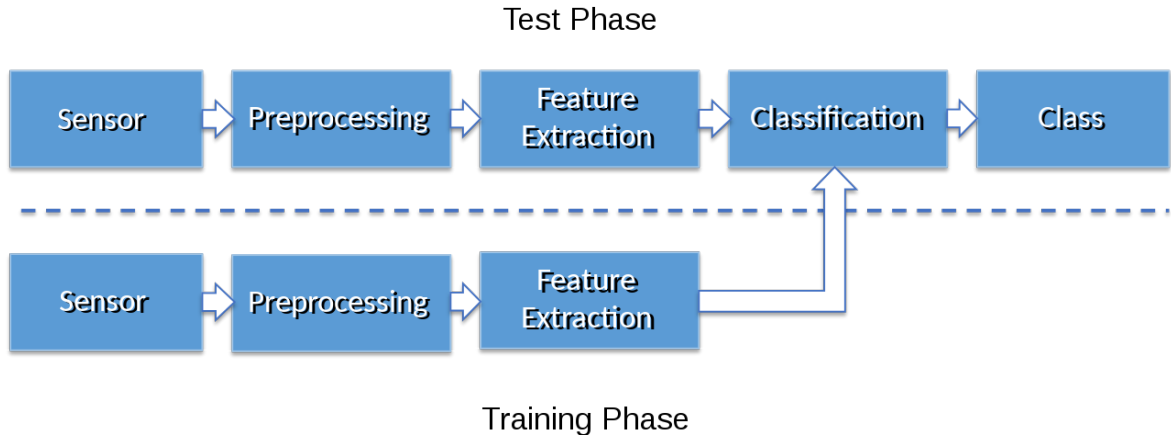 Test Phase
Sensor
Preprocessing
Feature
Extraction
Classification
Class
Sensor
Preprocessing
Feature
Extraction
Training Phase